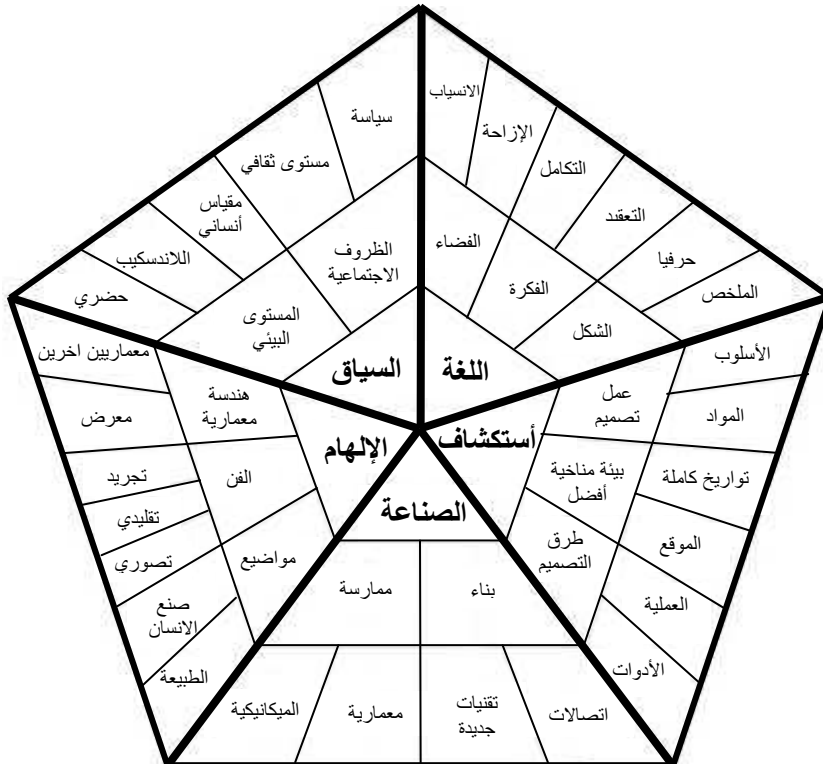 الانسياب
الإزاحة
التكامل
التعقيد
حرفيا
الملخص
الفضاء
الفكرة
الشكل
اللغة
سياسة
مستوى ثقافي
مقياس
أنساني
اللاندسكيب
حضري
الظروف
الاجتماعية
المستوى
البيئي
السياق
معماريين اخرين
معرض
تجريد
تقليدي
تصوري
صنع
الانسان
الطبيعة
هندسة
معمارية
الفن
مواضيع
الإلهام
أستكشاف
عمل
تصميم
بيئة مناخية
أفضل
طرق
التصميم
الأسلوب
المواد
تواريخ كاملة
الموقع
العملية
الأدوات
الصناعة
بناء
ممارسة
اتصالات
تقنيات
جديدة
معمارية
الميكانيكية